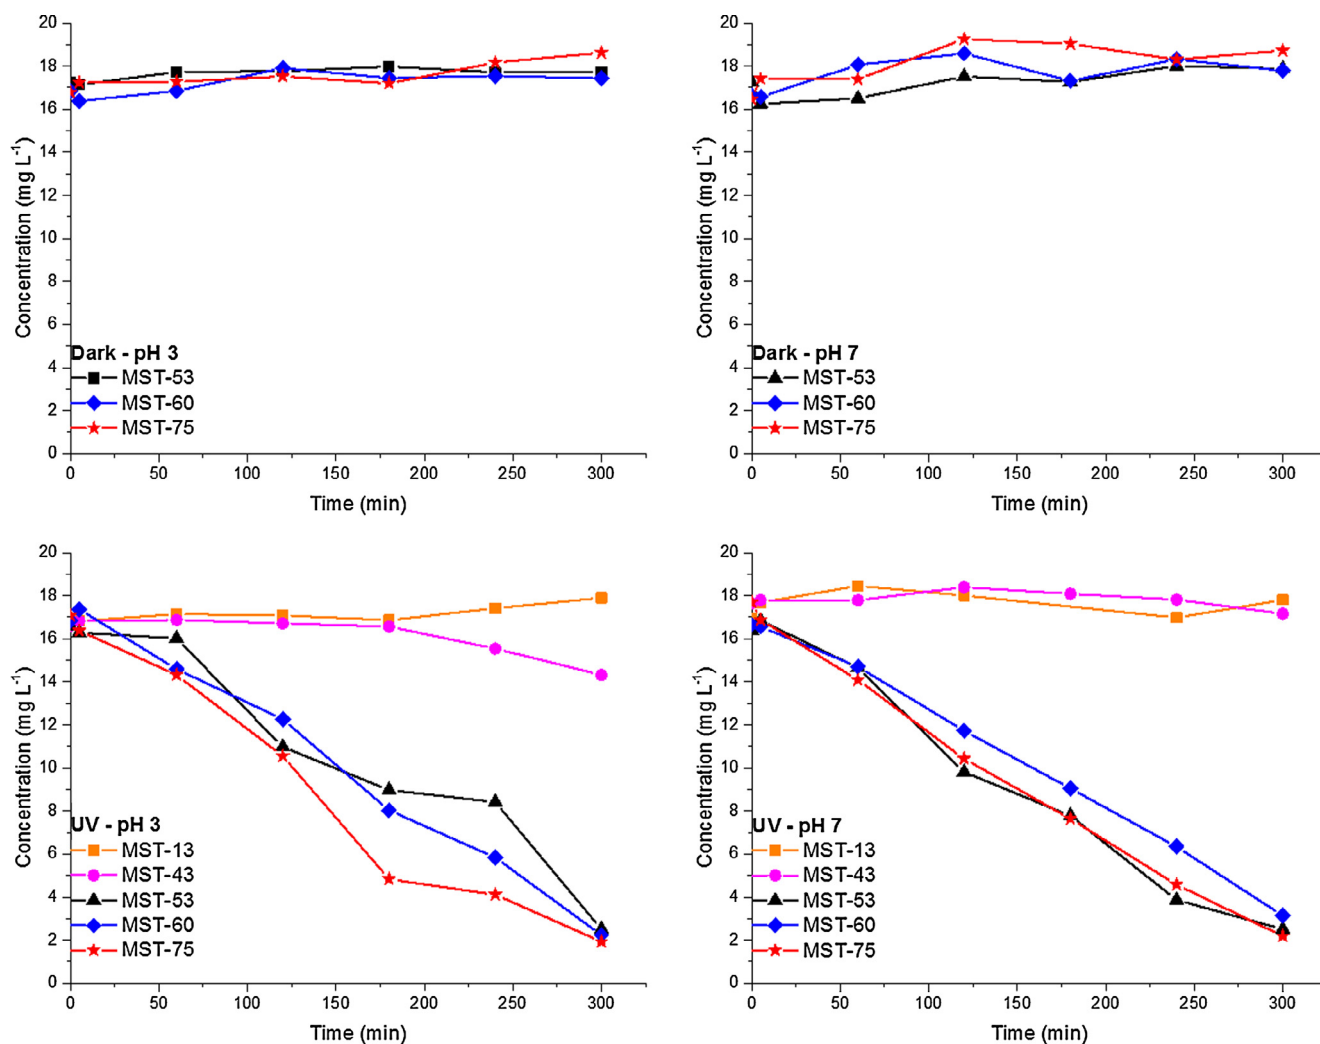 20
18
16
14
12
10
8
6
4
2
0
Concentration (mg L⁻¹)
Dark - pH 3
MST-53
MST-60
MST-75
0 50 100 150 200 250 300
Time (min)
20
18
16
14
12
10
8
6
4
2
0
Concentration (mg L⁻¹)
Dark - pH 7
MST-53
MST-60
MST-75
0 50 100 150 200 250 300
Time (min)
20
18
16
14
12
10
8
6
4
2
0
Concentration (mg L⁻¹)
UV - pH 3
MST-13
MST-43
MST-53
MST-60
MST-75
0 50 100 150 200 250 300
Time (min)
20
18
16
14
12
10
8
6
4
2
0
Concentration (mg L⁻¹)
UV - pH 7
MST-13
MST-43
MST-53
MST-60
MST-75
0 50 100 150 200 250 300
Time (min)